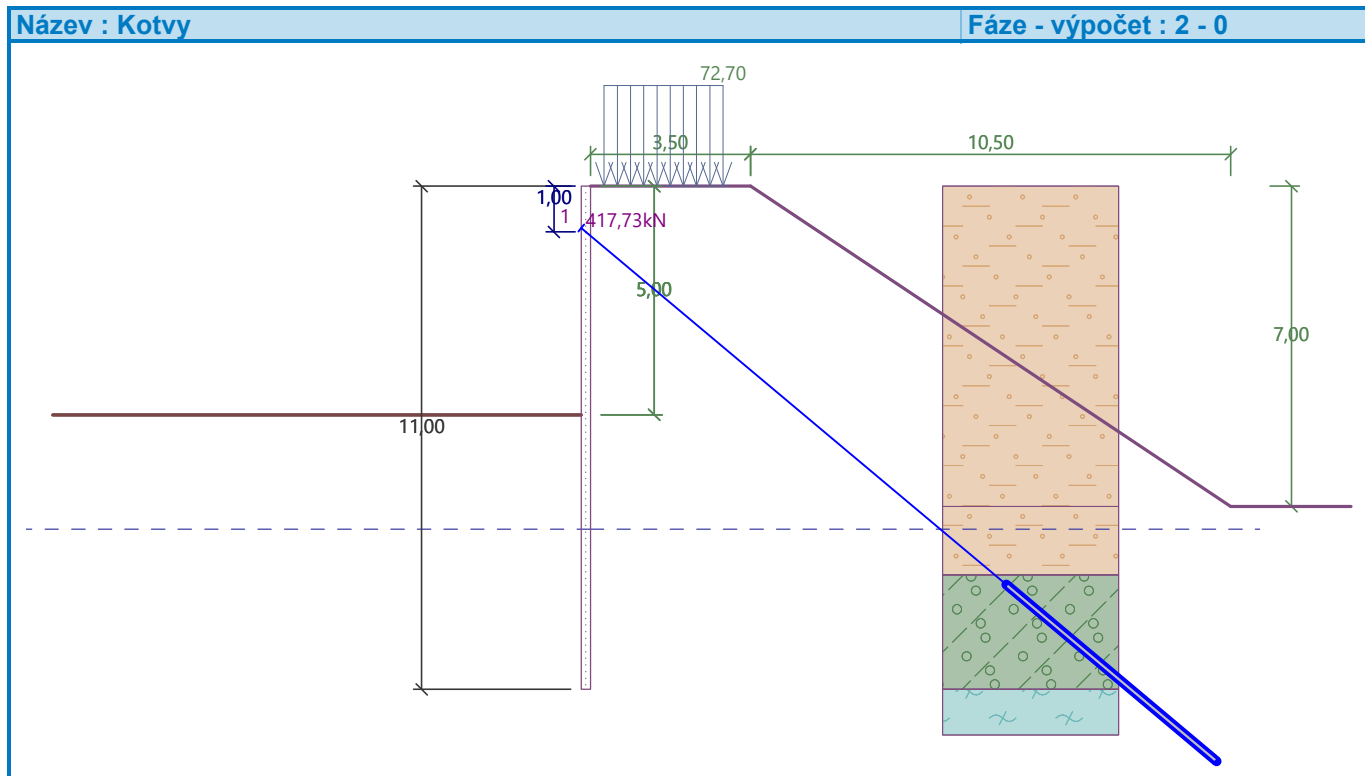 Název : Kotvy
Fáze - výpočet : 2 - 0
72,70
3,50
10,50
1,00
1
417,73kN
5,00
7,00
11,00